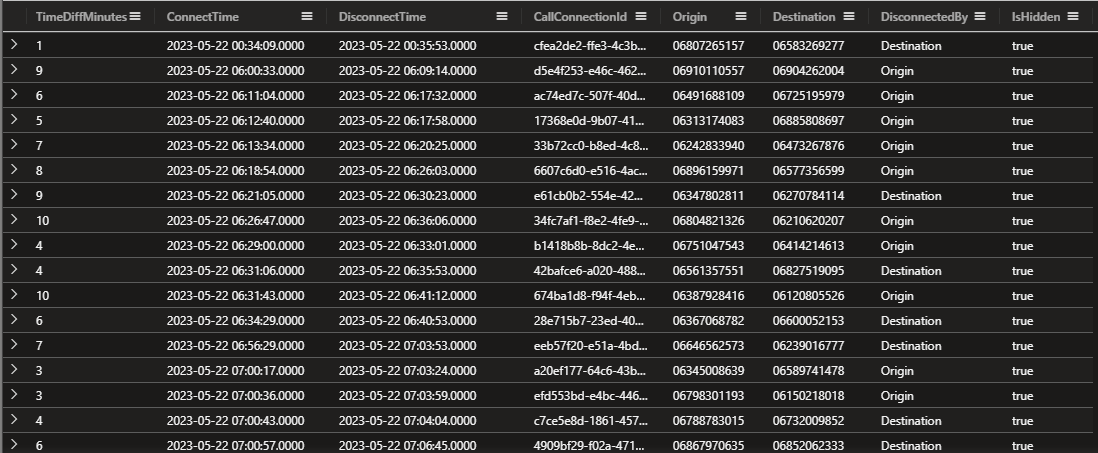 TimeDiffMinutes ConnectTime DisconnectTime CallConnectionId Origin Destination DisconnectedBy IsHidden
1 2023-05-22 00:34:09.0000 2023-05-22 00:35:53.0000 cfea2de2-ffe3-4c3b... 06807265157 06583269277 Destination true
9 2023-05-22 06:00:33.0000 2023-05-22 06:09:14.0000 d5e4f253-e46c-462... 06910110557 06904262004 Origin true
6 2023-05-22 06:11:04.0000 2023-05-22 06:17:32.0000 ac74ed7c-507f-40d... 06491688109 06725195979 Origin true
5 2023-05-22 06:12:40.0000 2023-05-22 06:17:58.0000 17368e0d-9b07-41... 06313174083 06885808697 Origin true
7 2023-05-22 06:13:34.0000 2023-05-22 06:20:25.0000 33b72cc0-b8ed-4c8... 06242833940 06473267876 Origin true
8 2023-05-22 06:18:54.0000 2023-05-22 06:26:03.0000 6607c6d0-e516-4ac... 06896159971 06577356599 Origin true
9 2023-05-22 06:21:05.0000 2023-05-22 06:30:23.0000 e61cb0b2-554e-42... 06347802811 06270784114 Destination true
10 2023-05-22 06:26:47.0000 2023-05-22 06:36:06.0000 34fc7af1-f8e2-4fe9-... 06804821326 06210620207 Origin true
4 2023-05-22 06:29:00.0000 2023-05-22 06:33:01.0000 b1418b8b-8dc2-4e... 06751047543 06414214613 Origin true
4 2023-05-22 06:31:06.0000 2023-05-22 06:35:53.0000 42bafce6-a020-488... 06561357551 06827519095 Destination true
10 2023-05-22 06:31:43.0000 2023-05-22 06:41:12.0000 674ba1d8-f94f-4eb... 06387928416 06120805526 Origin true
6 2023-05-22 06:34:29.0000 2023-05-22 06:40:53.0000 28e715b7-23ed-40... 06367068782 06600052153 Destination true
7 2023-05-22 06:56:29.0000 2023-05-22 07:03:53.0000 eeb57f20-e51a-4bd... 06646562573 06239016777 Destination true
3 2023-05-22 07:00:17.0000 2023-05-22 07:03:24.0000 a20ef177-64c6-43b... 06345008639 06589741478 Origin true
3 2023-05-22 07:00:36.0000 2023-05-22 07:03:59.0000 efd553bd-e4bc-446... 06798301193 06150218018 Origin true
4 2023-05-22 07:00:43.0000 2023-05-22 07:04:04.0000 c7ce5e8d-1861-457... 06788783015 06732009852 Destination true
6 2023-05-22 07:00:57.0000 2023-05-22 07:06:45.0000 4909bf29-f02a-471... 06867970635 06852062333 Destination true